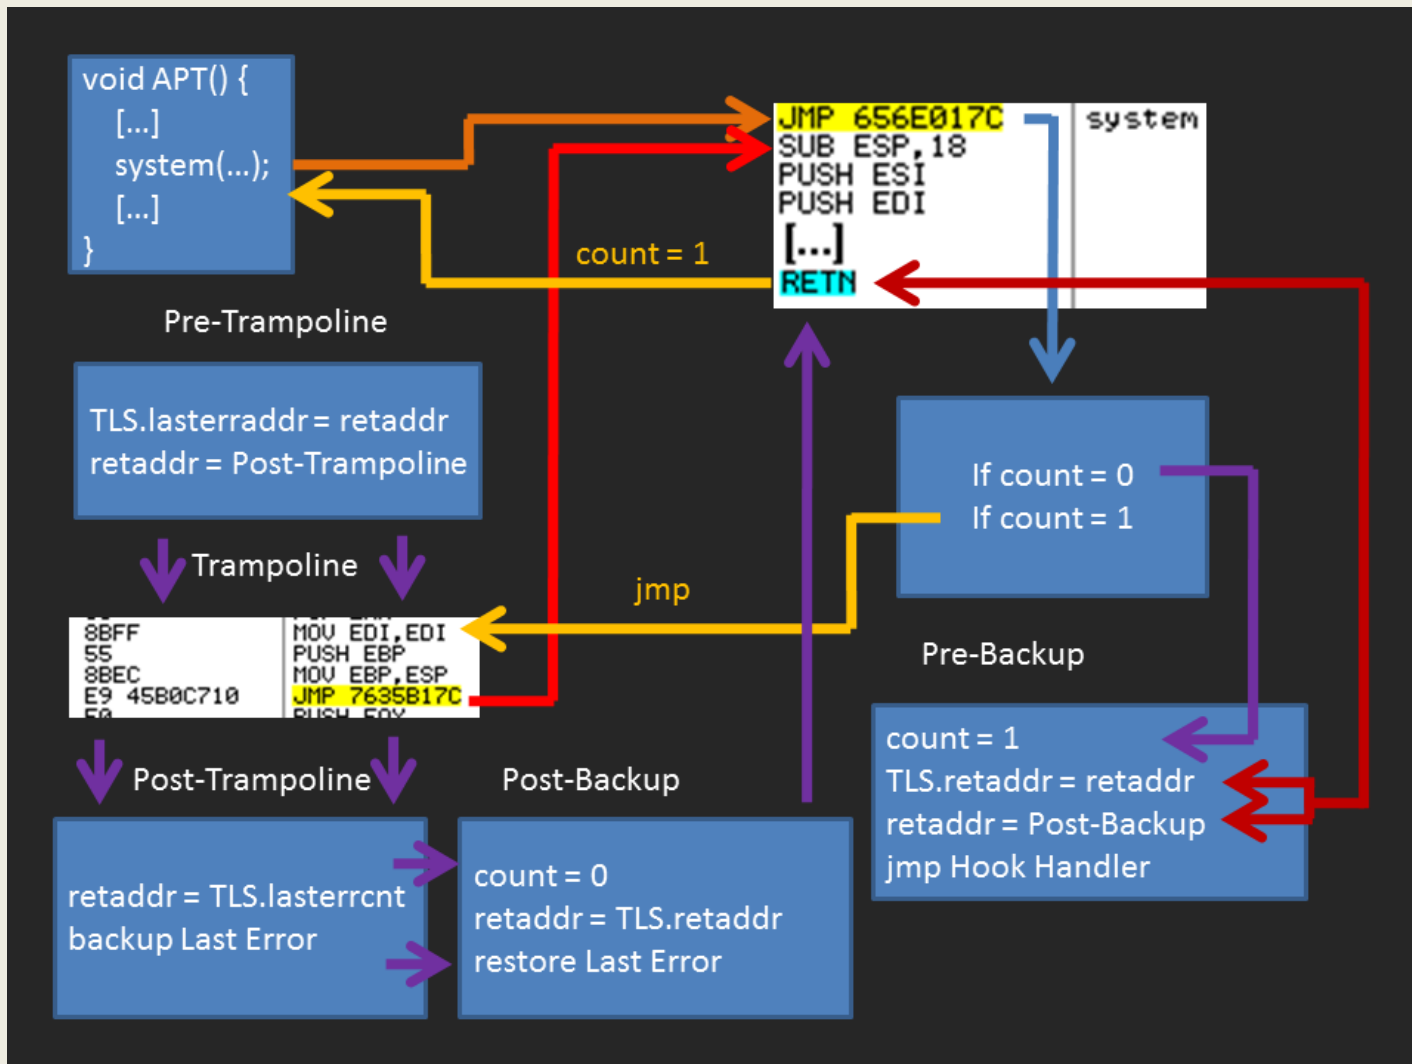 void APT() {
[...]
system(...);
[...]
}
JMP 656E017C
system
SUB ESP,18
PUSH ESI
PUSH EDI
[...]
RETN
count = 1
Pre-Trampoline
TLS.lasterraddr = retaddr
retaddr = Post-Trampoline
If count = 0
If count = 1
Trampoline
jmp
8BFF MOV EDI,EDI
55 PUSH EBP
8BEC MOV EBP,ESP
E9 45B0C710 JMP 7635B17C
Pre-Backup
count = 1
TLS.retaddr = retaddr
retaddr = Post-Backup
jmp Hook Handler
Post-Trampoline
retaddr = TLS.lasterrcnt
backup Last Error
Post-Backup
count = 0
retaddr = TLS.retaddr
restore Last Error